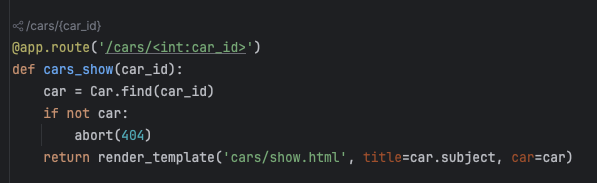 /cars/{car_id}
@app.route('/cars/<int:car_id>')
def cars_show(car_id):
    car = Car.find(car_id)
    if not car:
        abort(404)
    return render_template('cars/show.html', title=car.subject, car=car)